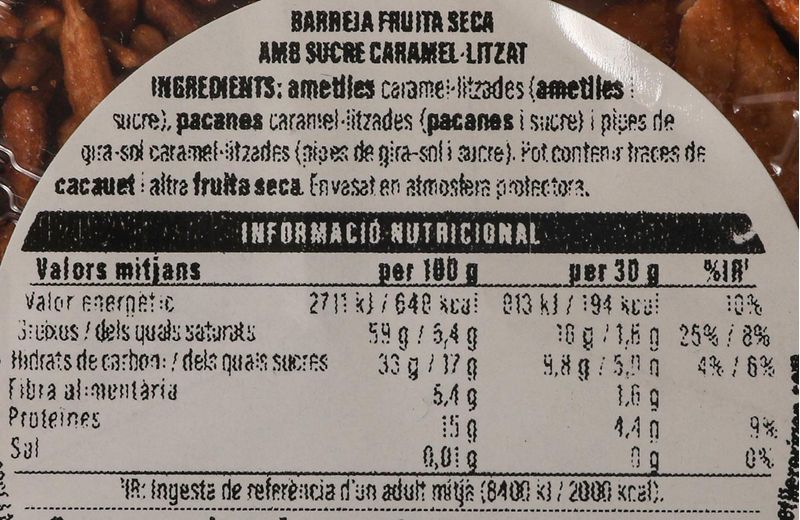 BARREJA FRUITA SECA
AMB SUCRE CARAMEL·LITZAT
INGREDIENTS: ametlles caramel·litzades (ametlles i
sucre), pacanes caramel·litzades (pacanes i sucre) i pipes de
gira-sol caramel·litzades (pipes de gira-sol i sucre). Pot contenir traces de
cacauet i altra fruita seca. Envasat en atmosfera protectora.
INFORMACIÓ NUTRICIONAL
Valors mitjans per 100 g per 30 g %IR¹
Valor energètic 2711 kJ / 648 kcal 813 kJ / 194 kcal 10%
Greixos / dels quals saturats 59 g / 5,4 g 18 g / 1,6 g 25% / 8%
Hidrats de carboni / dels quals sucres 33 g / 17 g 9,8 g / 5,0 g 4% / 6%
Fibra alimentària 5,4 g 1,6 g
Proteïnes 15 g 4,4 g 9%
Sal 0,01 g 0 g 0%
¹IR: Ingesta de referència d'un adult mitjà (8400 kJ / 2000 kcal).